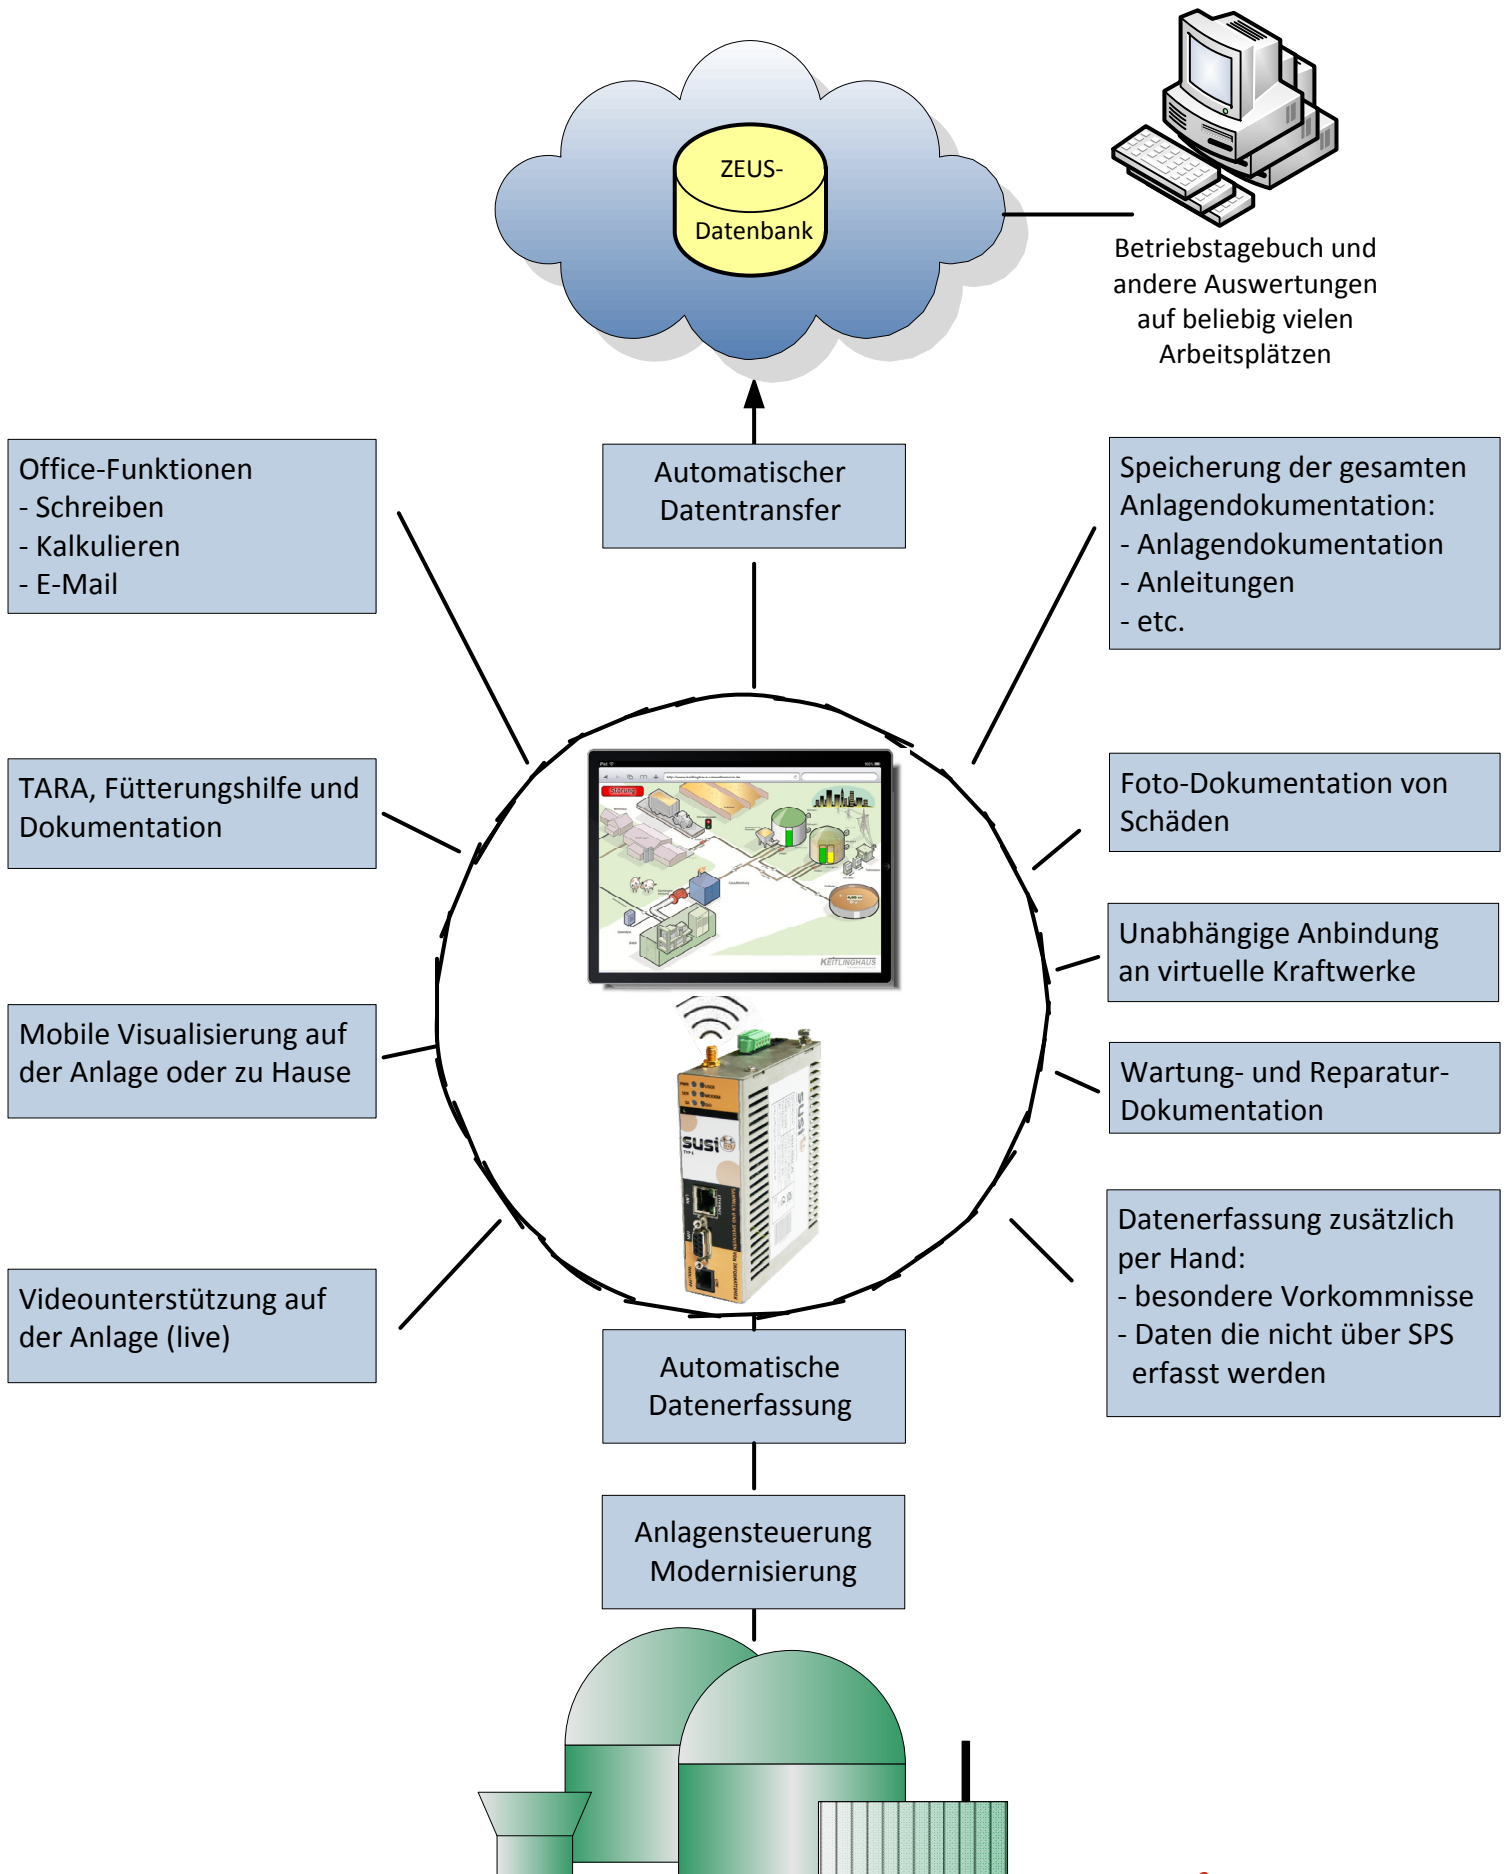 ZEUS-
Datenbank
Betriebstagebuch und
andere Auswertungen
auf beliebig vielen
Arbeitsplätzen
Office-Funktionen
- Schreiben
- Kalkulieren
- E-Mail
Automatischer
Datentransfer
Speicherung der gesamten
Anlagendokumentation:
- Anlagendokumentation
- Anleitungen
- etc.
TARA, Fütterungshilfe und
Dokumentation
Foto-Dokumentation von
Schäden
Störung
KEITLINGHAUS
Unabhängige Anbindung
an virtuelle Kraftwerke
Mobile Visualisierung auf
der Anlage oder zu Hause
Wartung- und Reparatur-
Dokumentation
susi
Videounterstützung auf
der Anlage (live)
Datenerfassung zusätzlich
per Hand:
- besondere Vorkommnisse
- Daten die nicht über SPS
erfasst werden
Automatische
Datenerfassung
Anlagensteuerung
Modernisierung